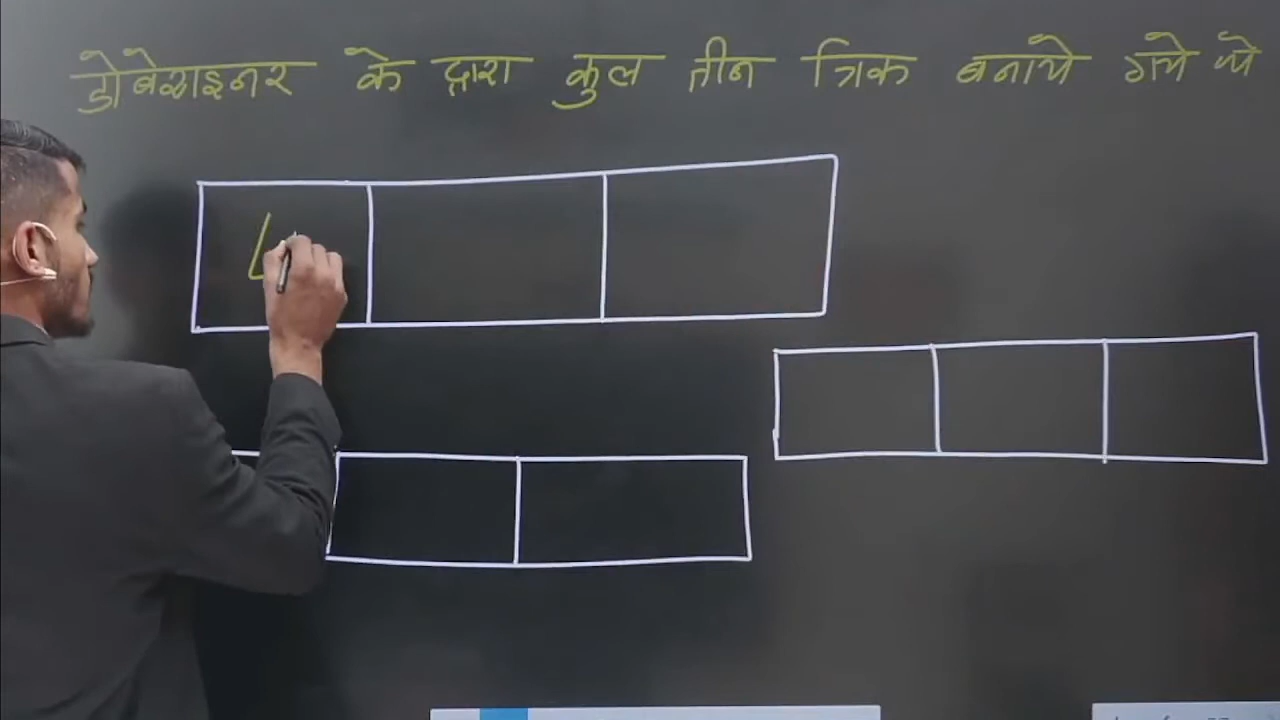 डोबेराइनर के द्वारा कुल तीन त्रिक बनाये गये थे
L